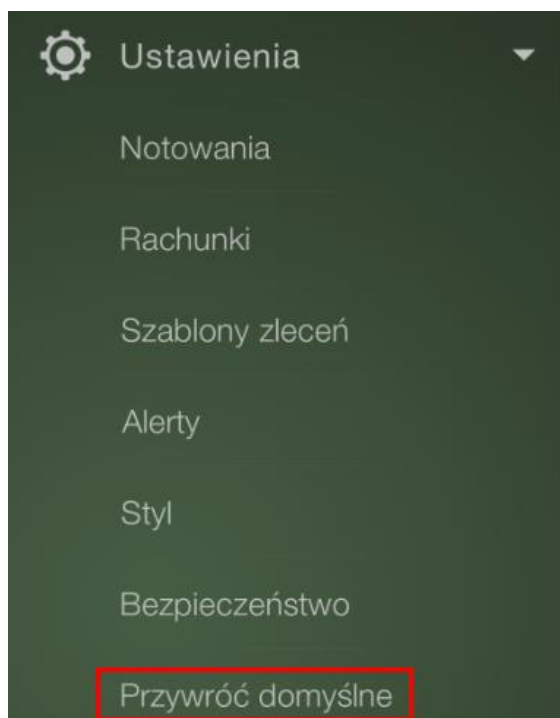 Ustawienia
Notowania
Rachunki
Szablony zleceń
Alerty
Styl
Bezpieczeństwo
Przywróć domyślne